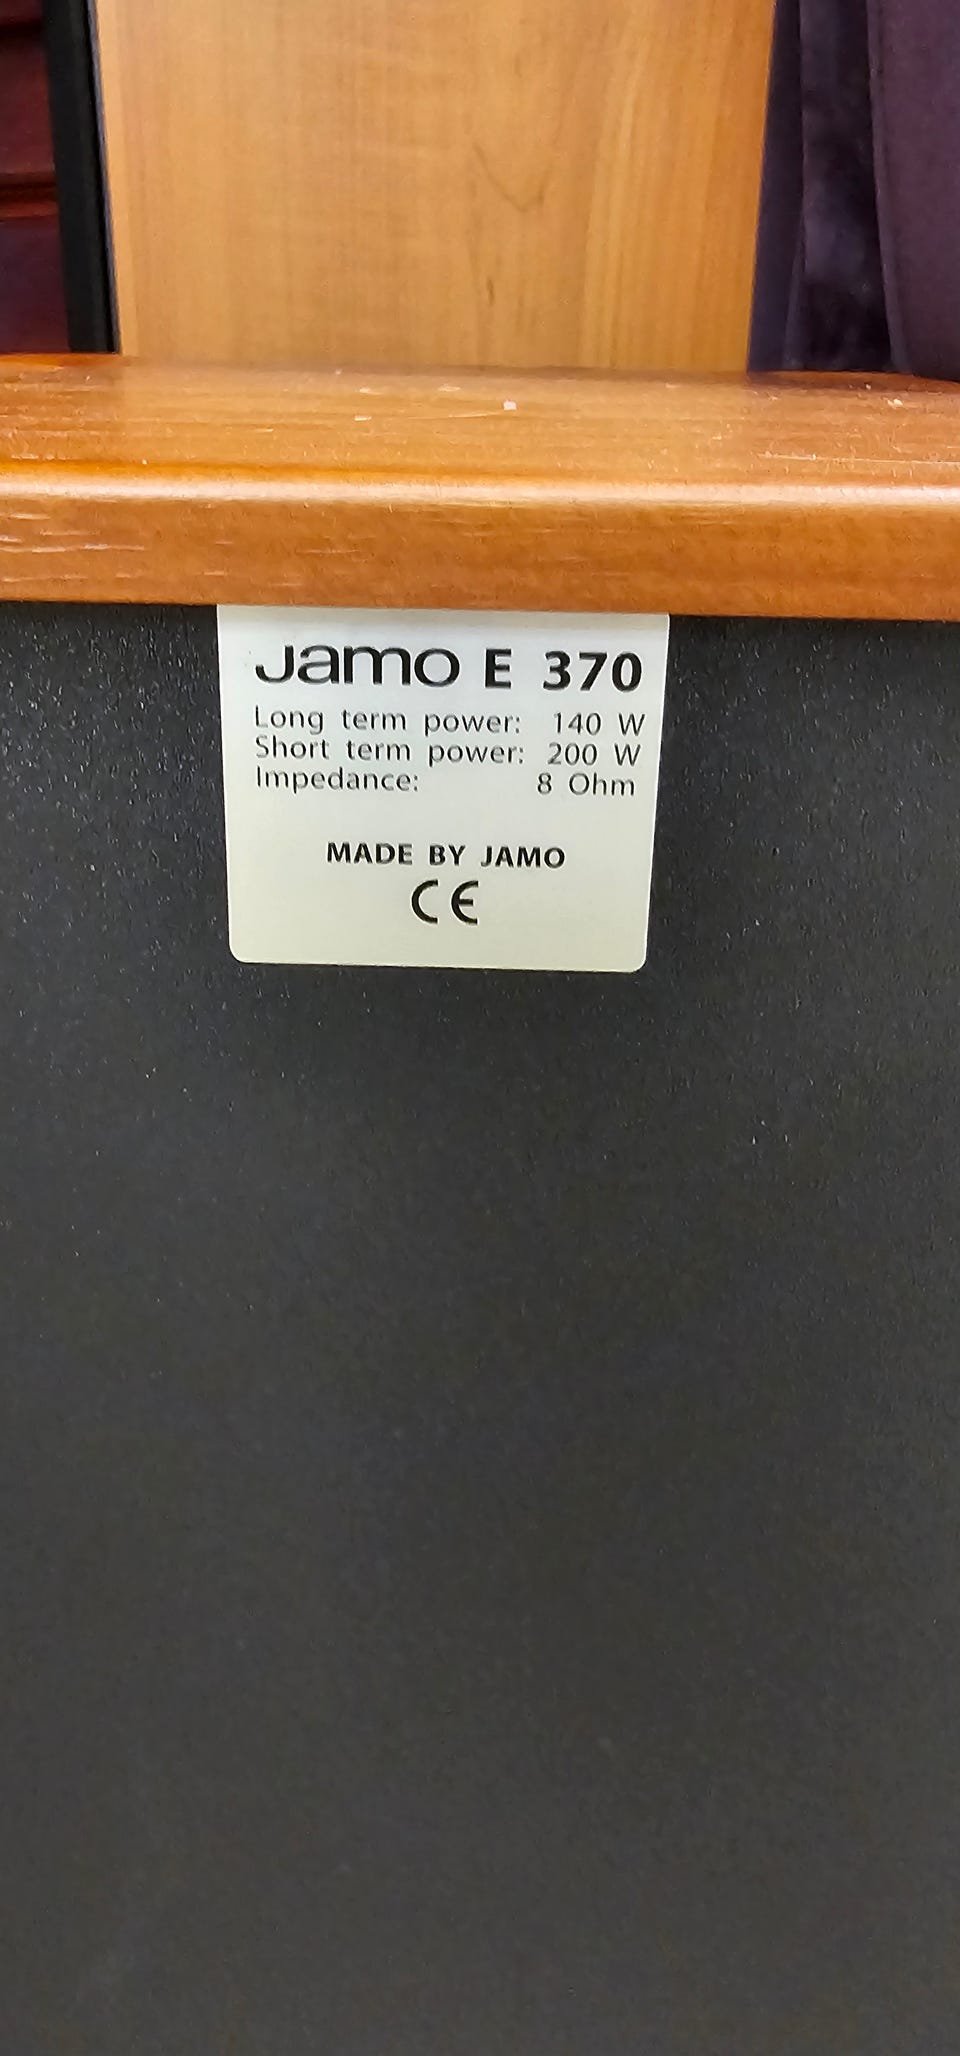 Jamo E 370
Long term power: 140 W
Short term power: 200 W
Impedance: 8 Ohm
MADE BY JAMO
CE